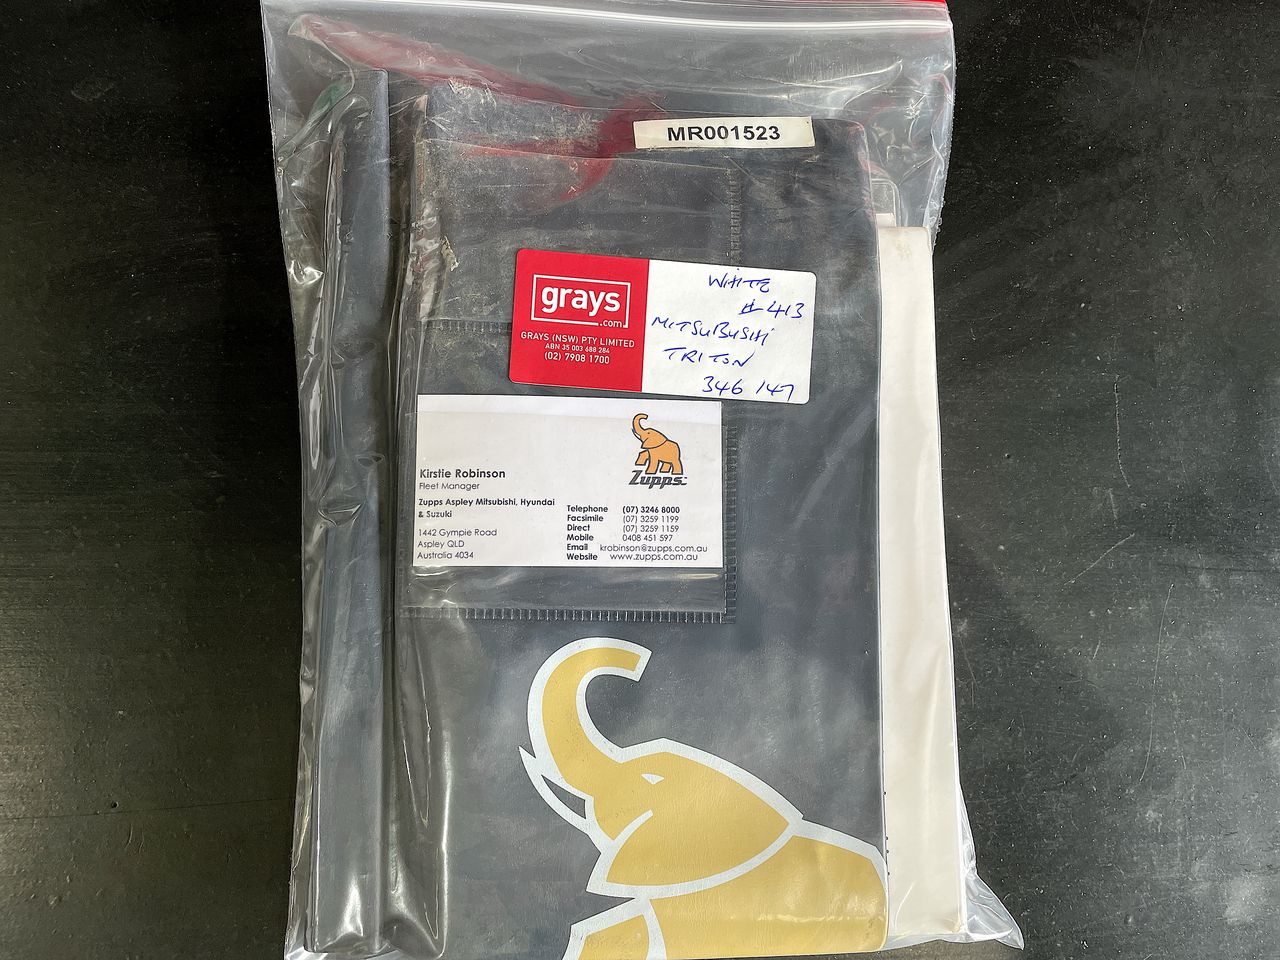 MR001523
grays
.com
GRAYS (NSW) PTY LIMITED
ABN 35 003 688 284
(02) 7908 1700
WHITE
#413
MITSUBUSHI
TRITON
346 147
Zupps
Kirstie Robinson
Fleet Manager
Zupps Aspley Mitsubishi, Hyundai
& Suzuki
1442 Gympie Road
Aspley QLD
Australia 4034
Telephone (07) 3246 8000
Facsimile (07) 3259 1199
Direct (07) 3259 1159
Mobile 0408 451 597
Email krobinson@zupps.com.au
Website www.zupps.com.au